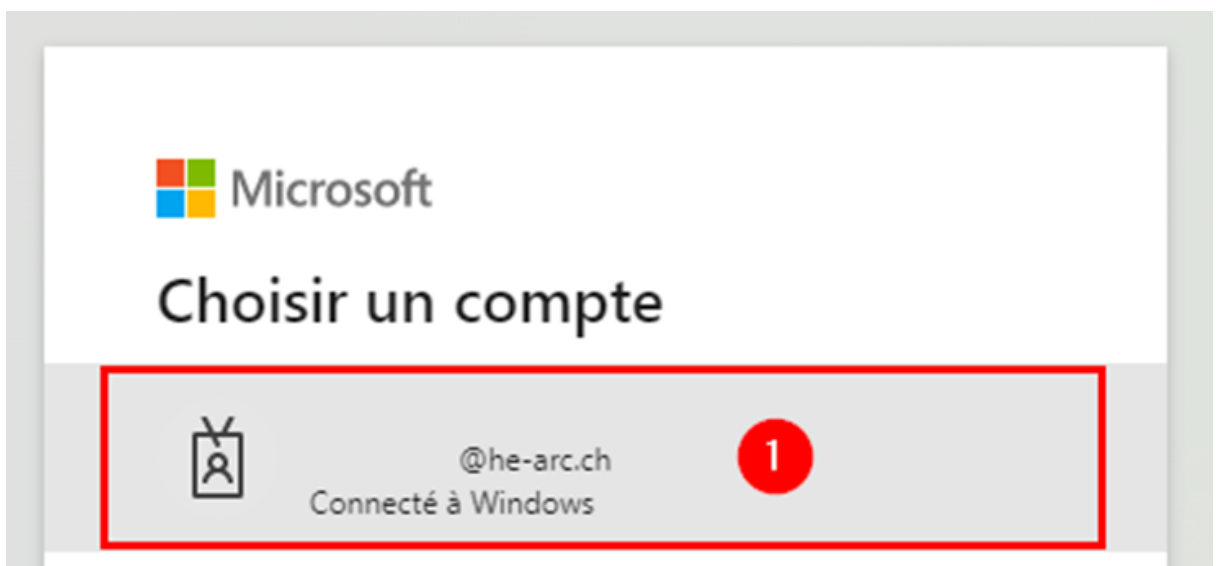 Microsoft
Choisir un compte
@he-arc.ch
1
Connecté à Windows